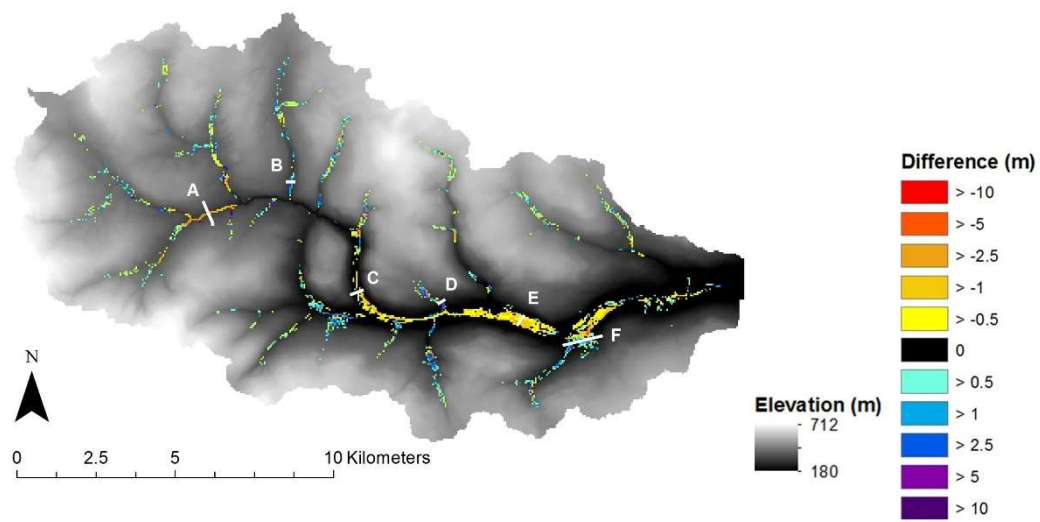 A
B
C
D
E
F
N
0 2.5 5 10 Kilometers
Elevation (m)
712
180
Difference (m)
> -10
> -5
> -2.5
> -1
> -0.5
0
> 0.5
> 1
> 2.5
> 5
> 10